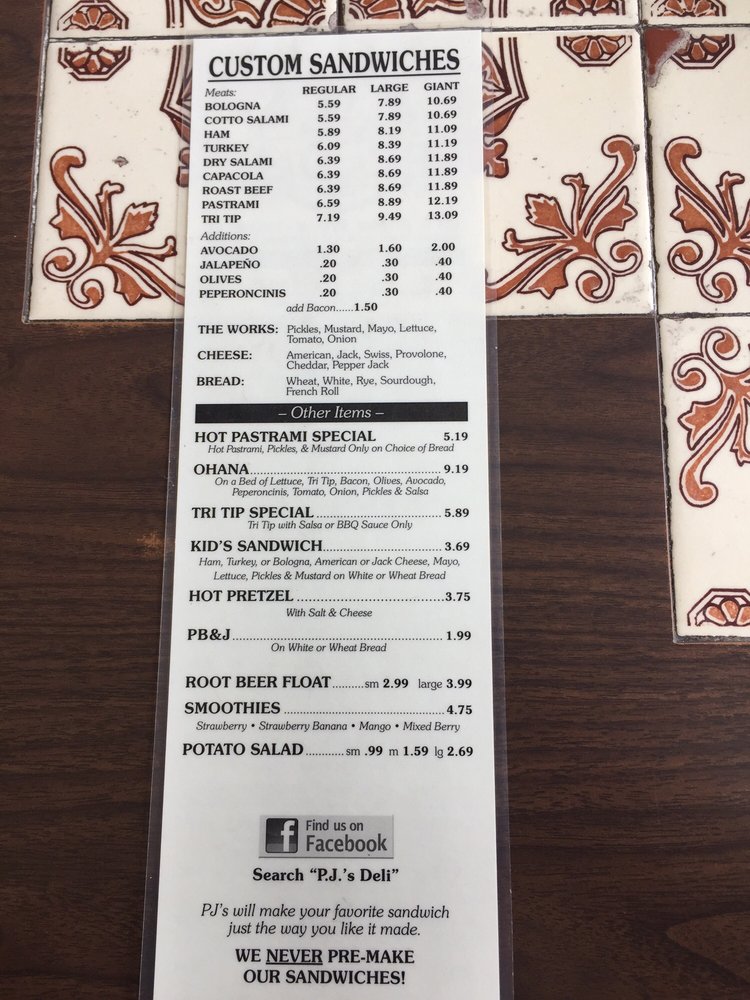 CUSTOM SANDWICHES
Meats: REGULAR LARGE GIANT
BOLOGNA 5.59 7.89 10.69
COTTO SALAMI 5.59 7.89 10.69
HAM 5.89 8.19 11.09
TURKEY 6.09 8.39 11.19
DRY SALAMI 6.39 8.69 11.89
CAPACOLA 6.39 8.69 11.89
ROAST BEEF 6.39 8.69 11.89
PASTRAMI 6.59 8.89 12.19
TRI TIP 7.19 9.49 13.09
Additions:
AVOCADO 1.30 1.60 2.00
JALAPEÑO .20 .30 .40
OLIVES .20 .30 .40
PEPERONCINIS .20 .30 .40
add Bacon......1.50
THE WORKS: Pickles, Mustard, Mayo, Lettuce,
Tomato, Onion
CHEESE: American, Jack, Swiss, Provolone,
Cheddar, Pepper Jack
BREAD: Wheat, White, Rye, Sourdough,
French Roll
– Other Items –
HOT PASTRAMI SPECIAL 5.19
Hot Pastrami, Pickles, & Mustard Only on Choice of Bread
OHANA.......................................................9.19
On a Bed of Lettuce, Tri Tip, Bacon, Olives, Avocado,
Peperoncinis, Tomato, Onion, Pickles & Salsa
TRI TIP SPECIAL....................................5.89
Tri Tip with Salsa or BBQ Sauce Only
KID'S SANDWICH..................................3.69
Ham, Turkey, or Bologna, American or Jack Cheese, Mayo,
Lettuce, Pickles & Mustard on White or Wheat Bread
HOT PRETZEL.........................................3.75
With Salt & Cheese
PB&J...........................................................1.99
On White or Wheat Bread
ROOT BEER FLOAT..........sm 2.99 large 3.99
SMOOTHIES..............................................4.75
Strawberry • Strawberry Banana • Mango • Mixed Berry
POTATO SALAD............sm .99 m 1.59 lg 2.69
f Find us on
Facebook
Search "P.J.'s Deli"
PJ's will make your favorite sandwich
just the way you like it made.
WE NEVER PRE-MAKE
OUR SANDWICHES!